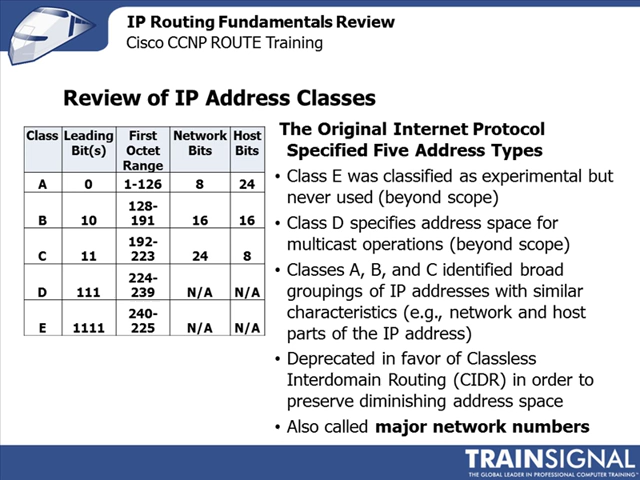 IP Routing Fundamentals Review
Cisco CCNP ROUTE Training
Review of IP Address Classes
Class Leading Bit(s) First Octet Range Network Bits Host Bits
A 0 1-126 8 24
B 10 128-191 16 16
C 11 192-223 24 8
D 111 224-239 N/A N/A
E 1111 240-225 N/A N/A
The Original Internet Protocol
Specified Five Address Types
• Class E was classified as experimental but
never used (beyond scope)
• Class D specifies address space for
multicast operations (beyond scope)
• Classes A, B, and C identified broad
groupings of IP addresses with similar
characteristics (e.g., network and host
parts of the IP address)
• Deprecated in favor of Classless
Interdomain Routing (CIDR) in order to
preserve diminishing address space
• Also called major network numbers
TRAINSIGNAL
THE GLOBAL LEADER IN PROFESSIONAL COMPUTER TRAINING